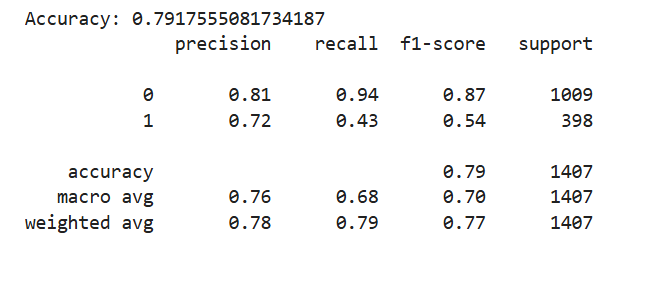 Accuracy: 0.7917555081734187
precision recall f1-score support
0 0.81 0.94 0.87 1009
1 0.72 0.43 0.54 398
accuracy 0.79 1407
macro avg 0.76 0.68 0.70 1407
weighted avg 0.78 0.79 0.77 1407